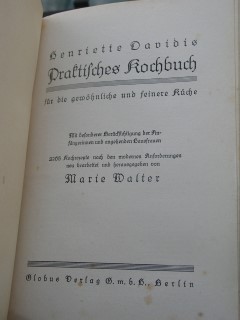 Henriette Davidis
Praktisches Kochbuch
für die gewöhnliche und feinere Küche
Mit besonderer Berücksichtigung der An-
fängerinnen und angehenden Hausfrauen
Kochrezepte nach den modernen Anforderungen
neu bearbeitet und herausgegeben von
Marie Walter
Globus Verlag G. m. b. H., Berlin